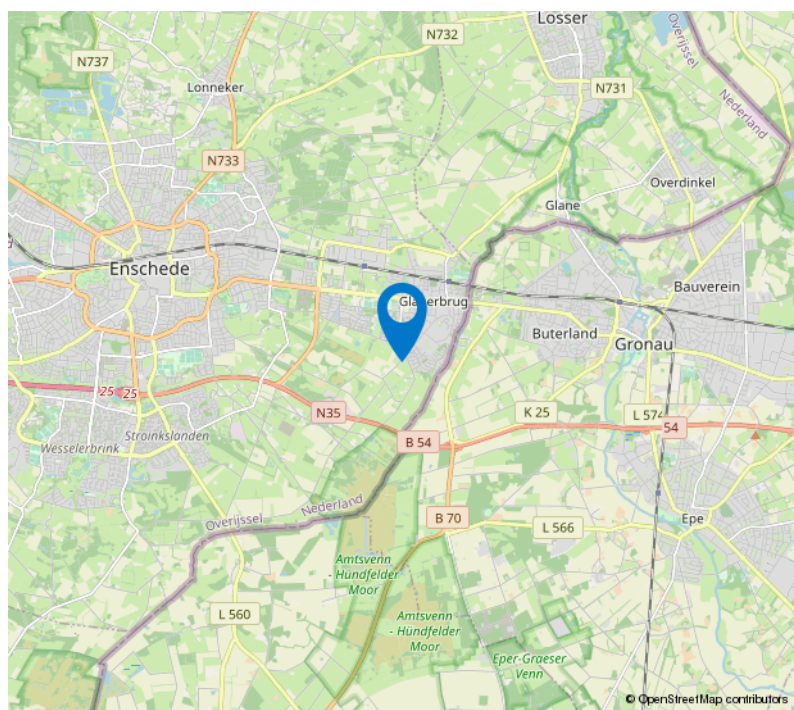 Losser
N732
N737
Lonneker
N731
Overijssel
Nederland
N733
Overdinkel
Glane
Enschede
Bauverein
Glanerbrug
Buterland
Gronau
25 25
N35
K 25
L 574
54
B 54
Stroinkslanden
Wesselerbrink
Nederland
Overijssel
B 70
L 566
Epe
Amtsvenn
- Hündfelder
Moor
L 560
Amtsvenn
- Hündfelder
Moor
Eper-Graeser
Venn
© OpenStreetMap contributors